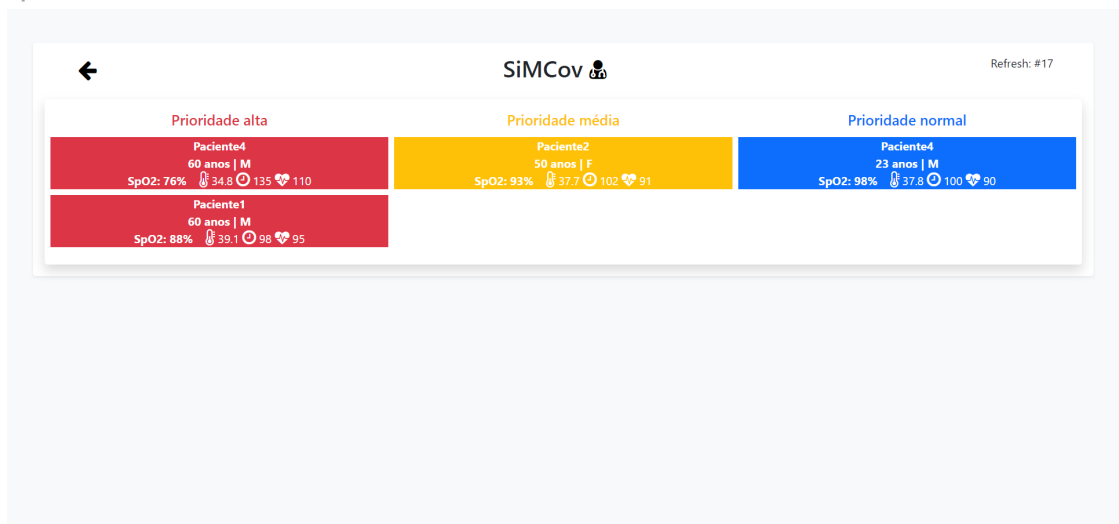 SiMCov
Refresh: #17
Prioridade alta
Paciente4
60 anos | M
SpO2: 76% 34.8 135 110
Paciente1
60 anos | M
SpO2: 88% 39.1 98 95
Prioridade média
Paciente2
50 anos | F
SpO2: 93% 37.7 102 91
Prioridade normal
Paciente4
23 anos | M
SpO2: 98% 37.8 100 90